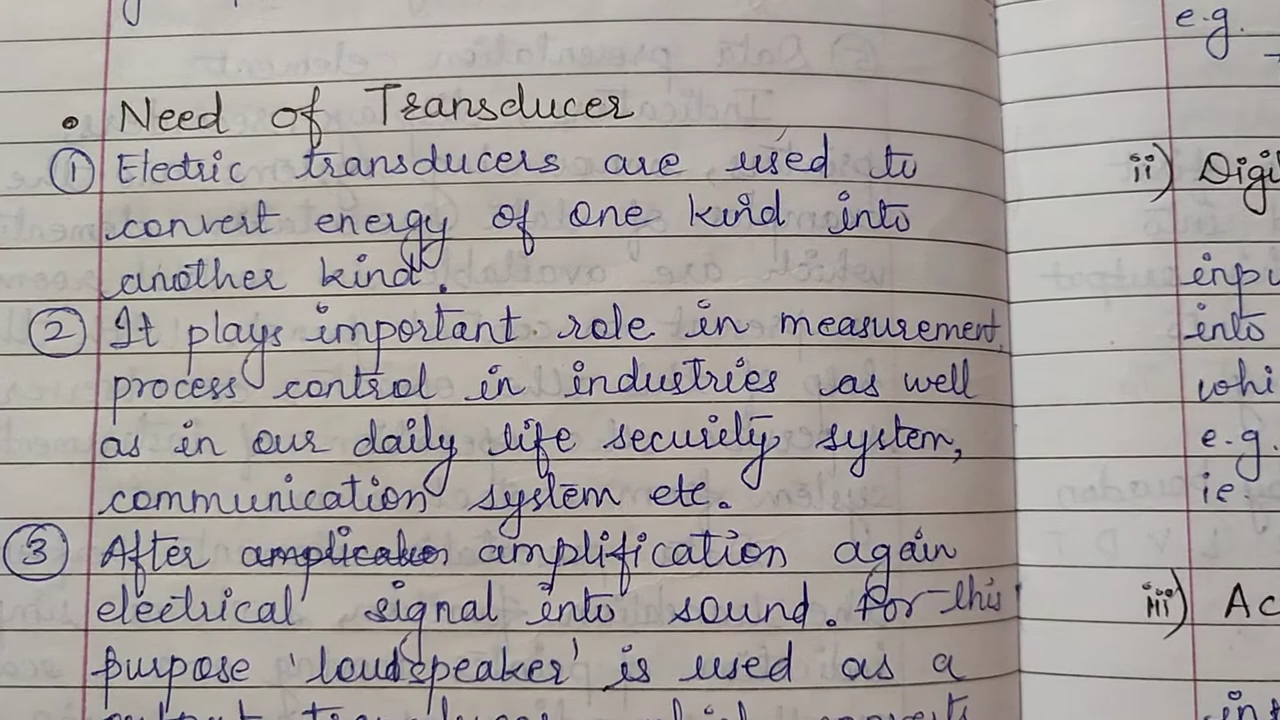 • Need of Transducer
① Electric transducers are used to
convert energy of one kind into
another kind.
② It plays important role in measurement,
process control in industries as well
as in our daily life security system,
communication system etc.
③ After amplification again
electrical signal into sound. For this
purpose 'loudspeaker' is used as a
e.g.
ii) Digi
inpu
into
whi
e.g.
ie.
iii) Ac